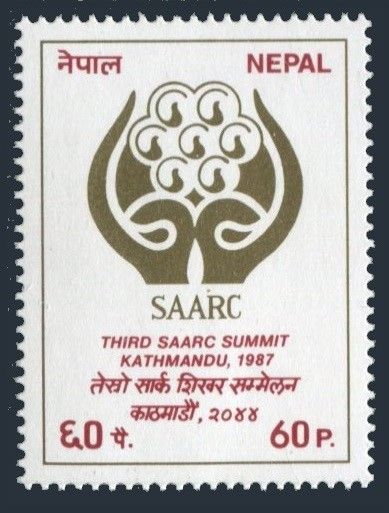 नेपाल NEPAL
SAARC
THIRD SAARC SUMMIT
KATHMANDU, 1987
तेस्रो सार्क शिखर सम्मेलन
काठमाडौं, २०४४
६० पै. 60 P.